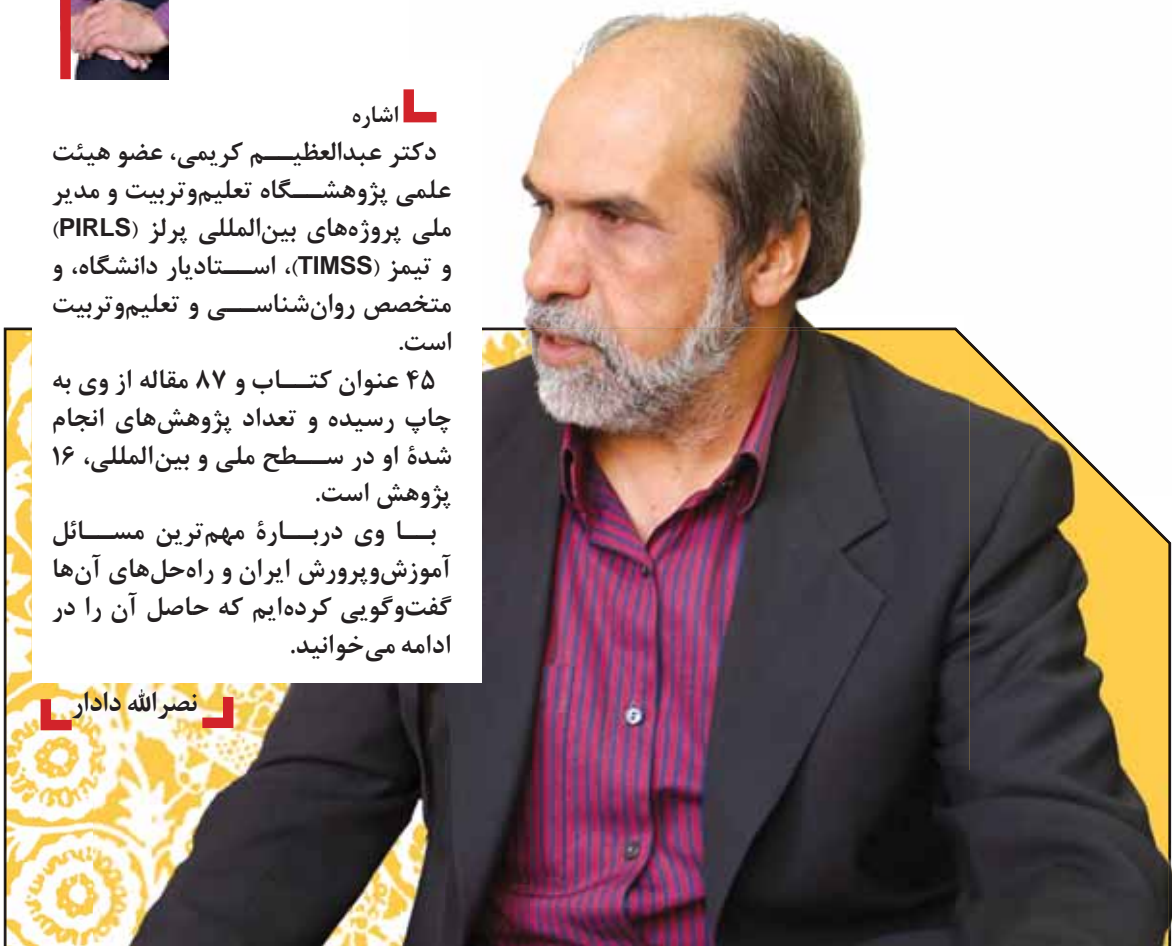 اشاره
دکتر عبدالعظیم کریمی، عضو هیئت
علمی پژوهشگاه تعلیم‌وتربیت و مدیر
ملی پروژه‌های بین‌المللی پرلز (PIRLS)
و تیمز (TIMSS)، استادیار دانشگاه، و
متخصص روان‌شناسی و تعلیم‌وتربیت
است.
۴۵ عنوان کتاب و ۸۷ مقاله از وی به
چاپ رسیده و تعداد پژوهش‌های انجام
شدهٔ او در سطح ملی و بین‌المللی، ۱۶
پژوهش است.
با وی دربارهٔ مهم‌ترین مسائل
آموزش‌وپرورش ایران و راه‌حل‌های آن‌ها
گفت‌وگویی کرده‌ایم که حاصل آن را در
ادامه می‌خوانید.
نصرالله دادار